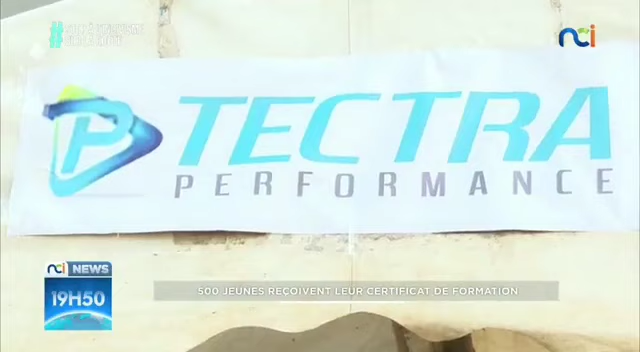 nci
P TECTRA
PERFORMANCE
nci NEWS
19H50
500 JEUNES REÇOIVENT LEUR CERTIFICAT DE FORMATION